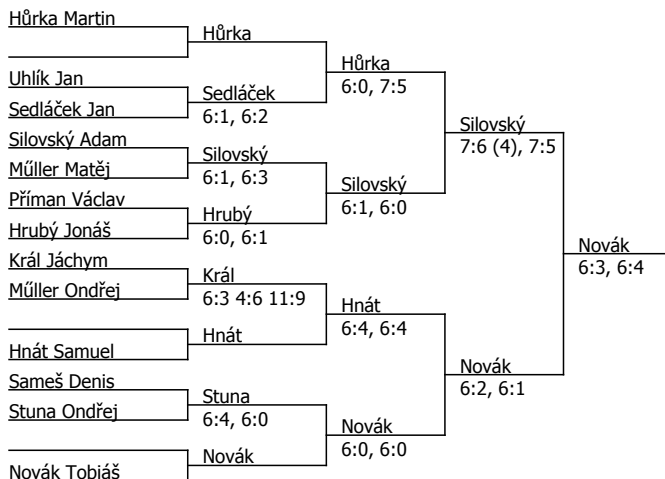 Hůrka Martin
Hůrka
Hůrka
6:0, 7:5
Uhlík Jan
Sedláček Jan
Sedláček
6:1, 6:2
Silovský
7:6 (4), 7:5
Silovský Adam
Műller Matěj
Silovský
6:1, 6:3
Silovský
6:1, 6:0
Příman Václav
Hrubý Jonáš
Hrubý
6:0, 6:1
Novák
6:3, 6:4
Král Jáchym
Műller Ondřej
Král
6:3 4:6 11:9
Hnát
6:4, 6:4
Hnát
Hnát Samuel
Novák
6:2, 6:1
Sameš Denis
Stuna Ondřej
Stuna
6:4, 6:0
Novák
6:0, 6:0
Novák
Novák Tobiáš